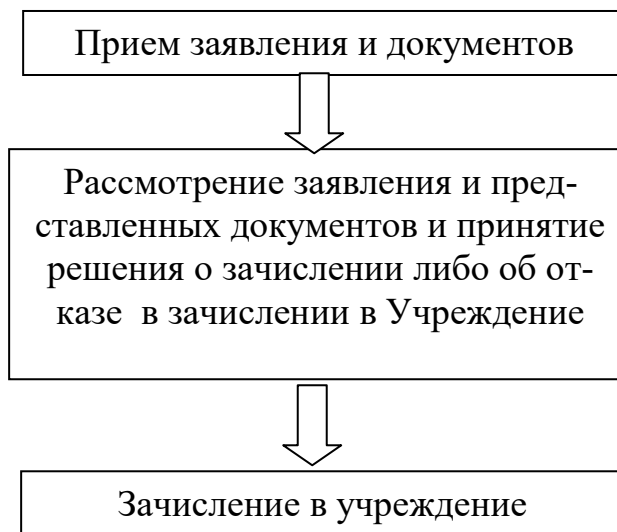 Прием заявления и документов
Рассмотрение заявления и пред-
ставленных документов и принятие
решения о зачислении либо об от-
казе  в зачислении в Учреждение
Зачисление в учреждение